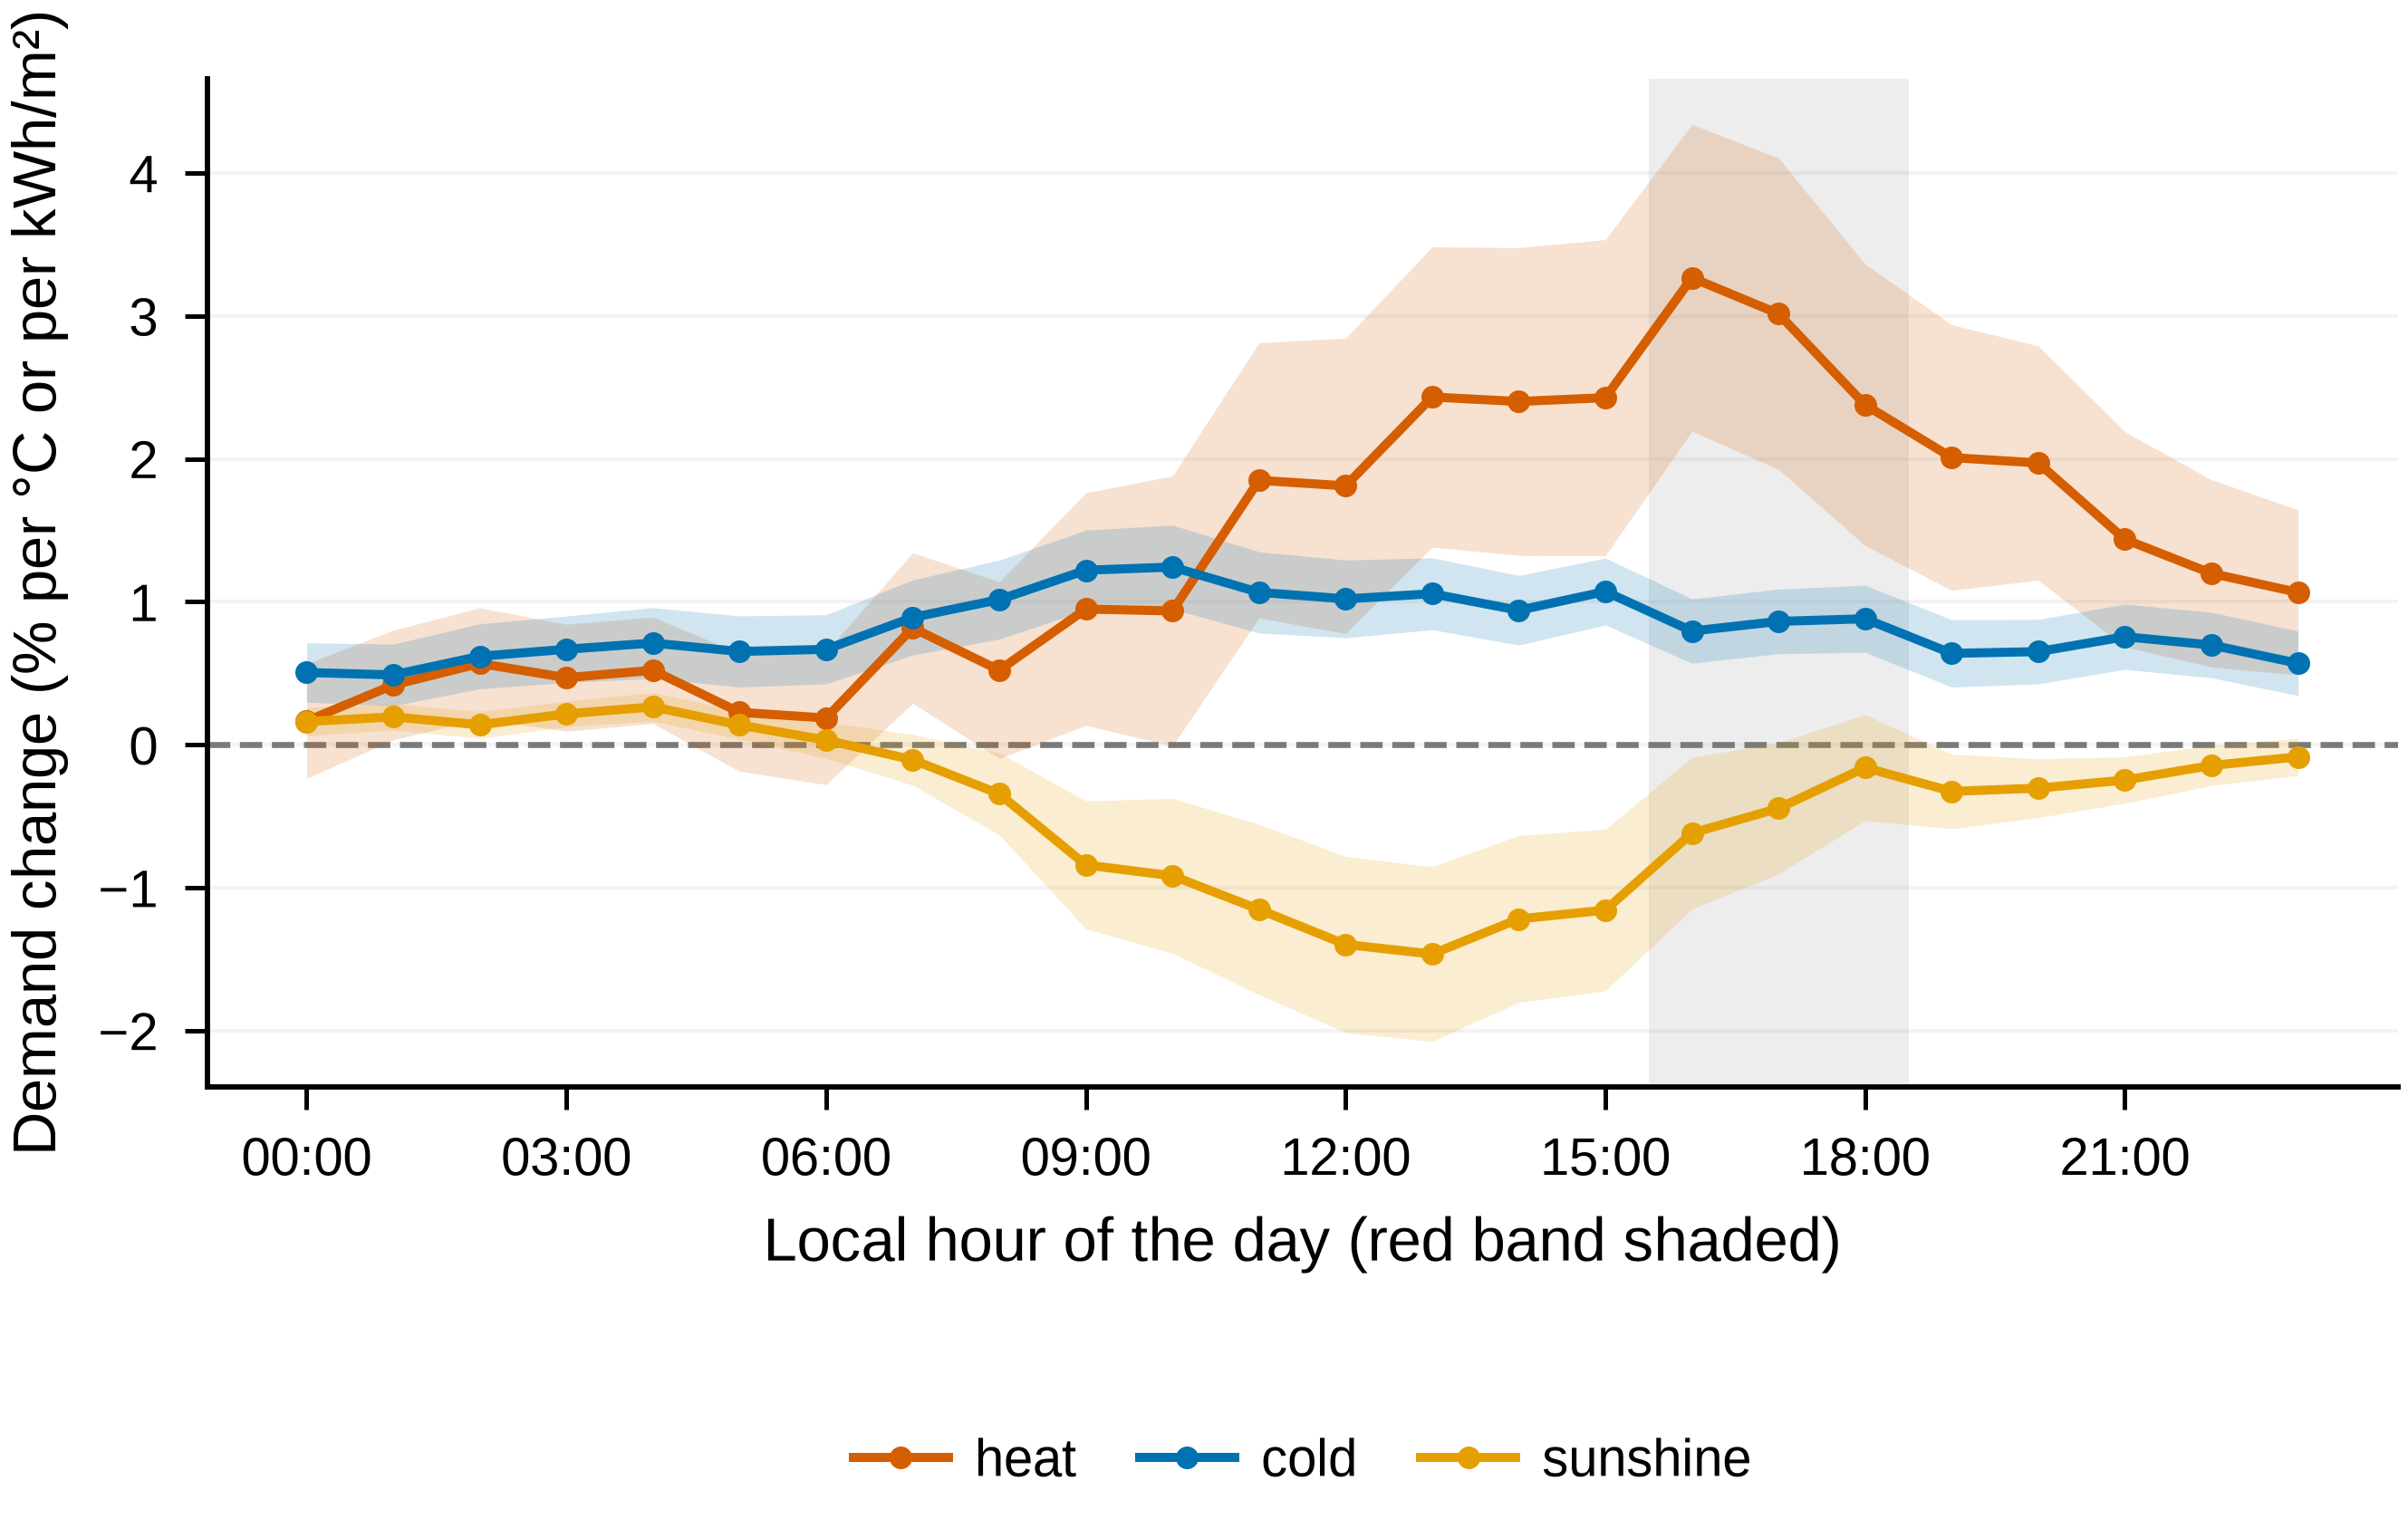 Demand change (% per °C or per kWh/m²)
4
3
2
1
0
−1
−2
00:00 03:00 06:00 09:00 12:00 15:00 18:00 21:00
Local hour of the day (red band shaded)
heat cold sunshine